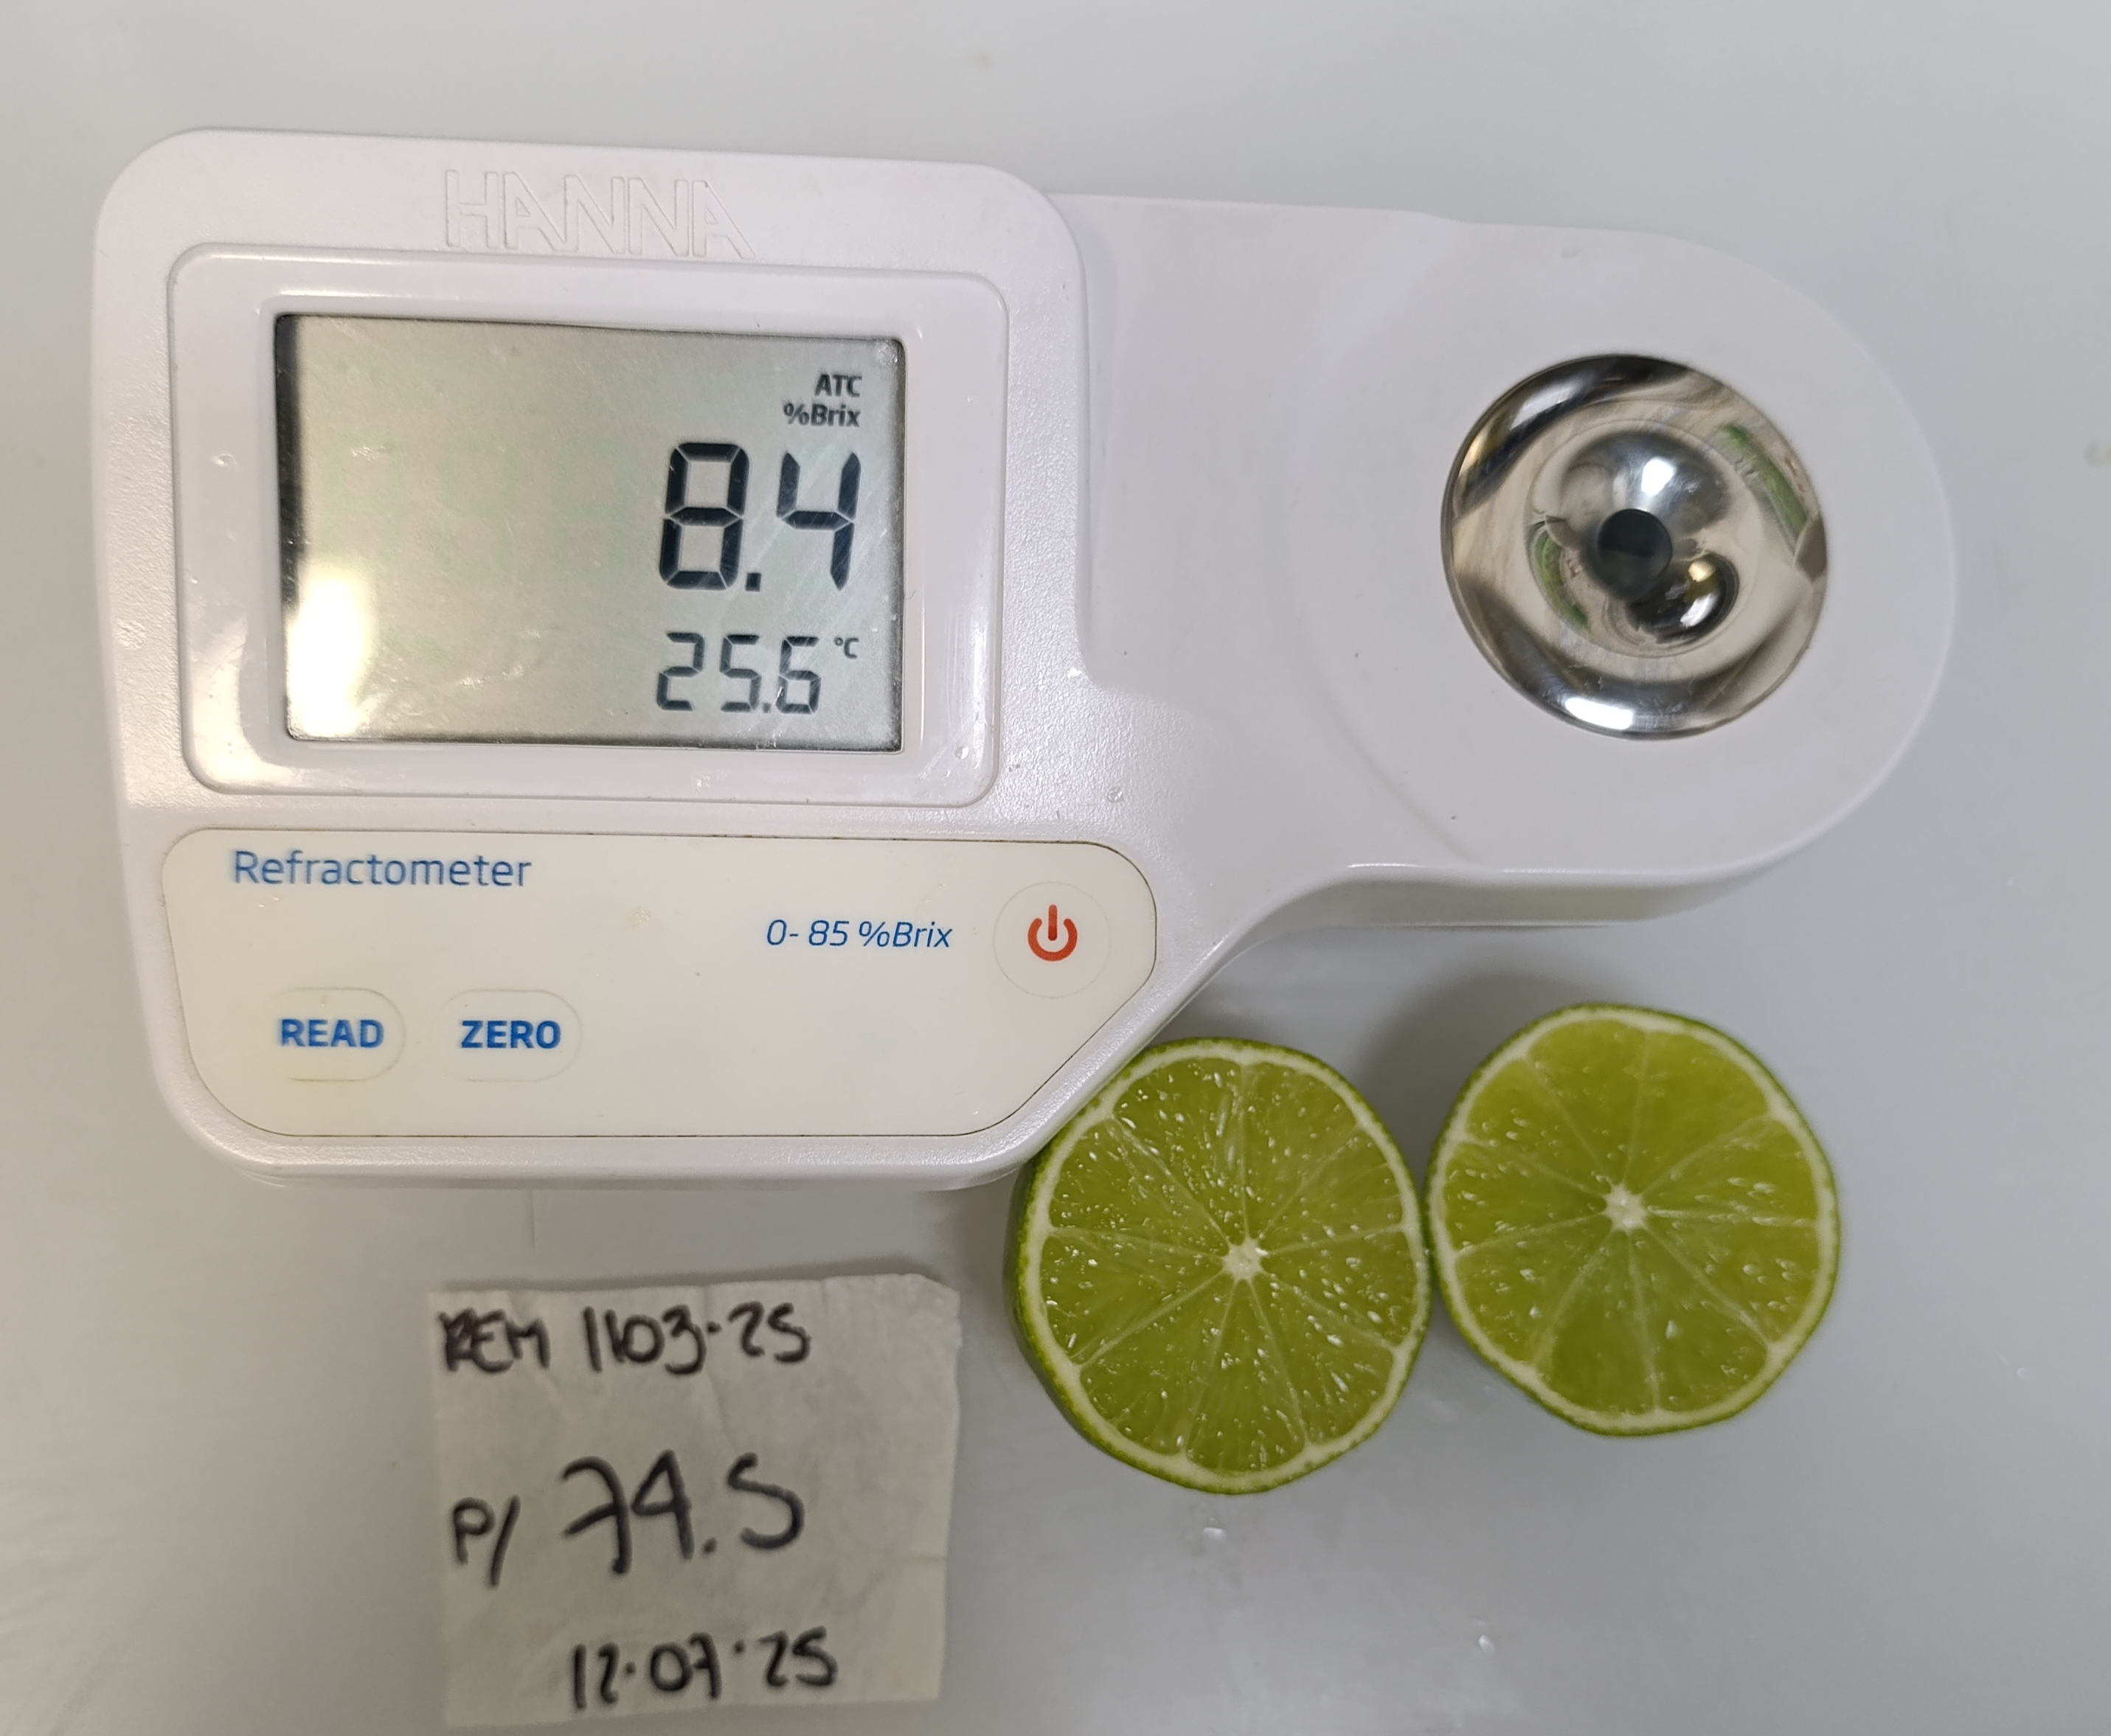 HANNA
ATC
%Brix
8.4
25.6 °C
Refractometer
0- 85 %Brix
READ ZERO
REM 1103-25
P/ 74.5
12.07.25